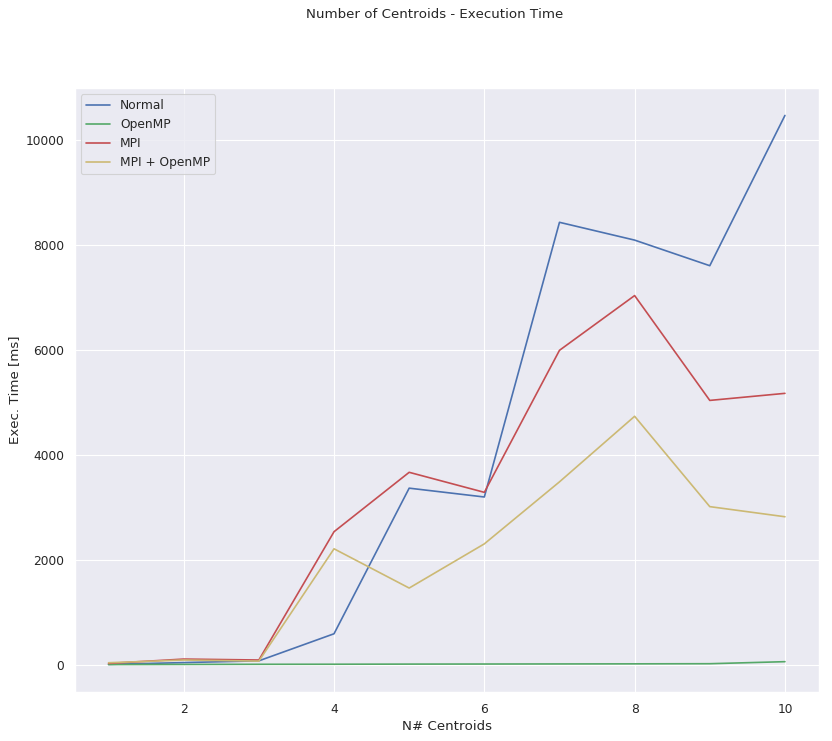 Number of Centroids - Execution Time
Normal
OpenMP
MPI
MPI + OpenMP
10000
8000
6000
4000
2000
0
Exec. Time [ms]
2 4 6 8 10
N# Centroids